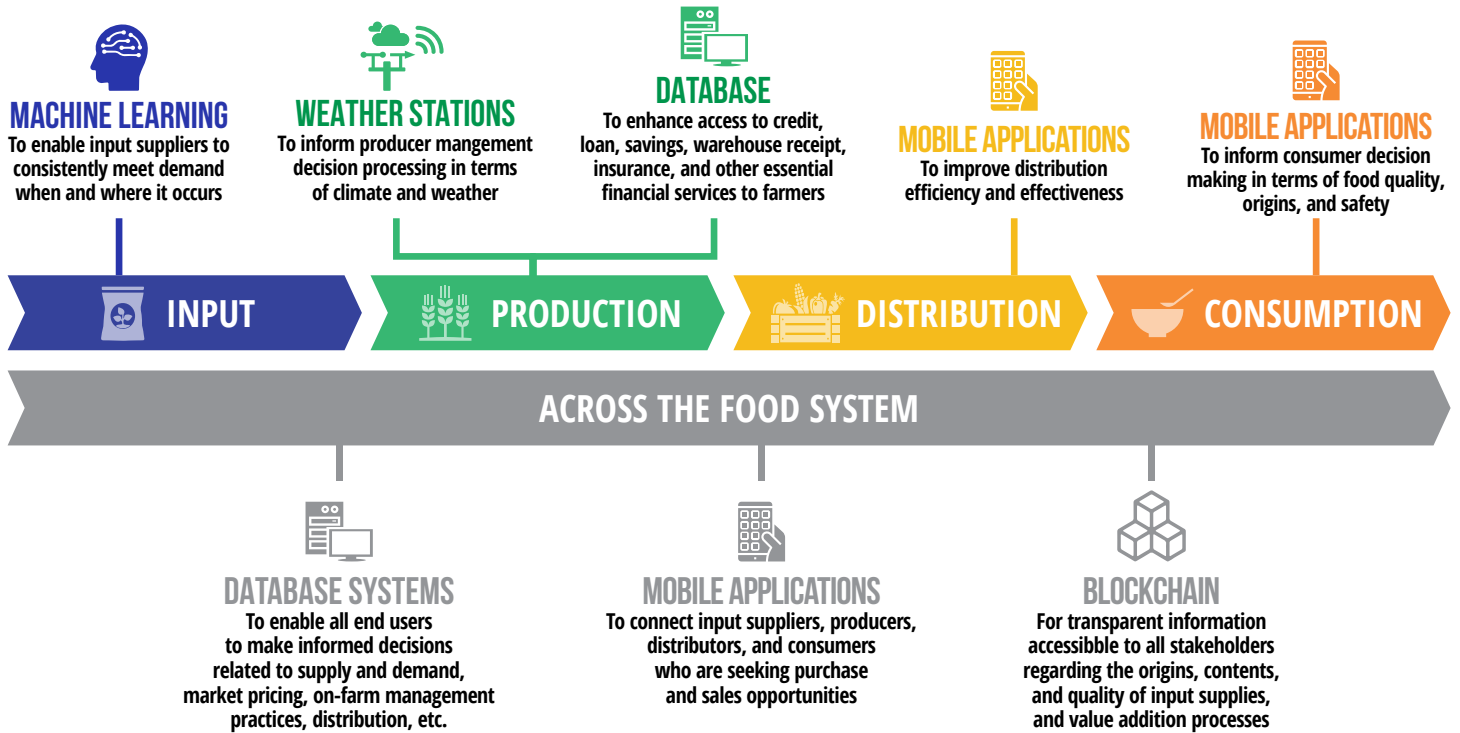 MACHINE LEARNING
To enable input suppliers to
consistently meet demand
when and where it occurs
WEATHER STATIONS
To inform producer mangement
decision processing in terms
of climate and weather
DATABASE
To enhance access to credit,
loan, savings, warehouse receipt,
insurance, and other essential
financial services to farmers
MOBILE APPLICATIONS
To improve distribution
efficiency and effectiveness
MOBILE APPLICATIONS
To inform consumer decision
making in terms of food quality,
origins, and safety
INPUT
PRODUCTION
DISTRIBUTION
CONSUMPTION
ACROSS THE FOOD SYSTEM
DATABASE SYSTEMS
To enable all end users
to make informed decisions
related to supply and demand,
market pricing, on-farm management
practices, distribution, etc.
MOBILE APPLICATIONS
To connect input suppliers, producers,
distributors, and consumers
who are seeking purchase
and sales opportunities
BLOCKCHAIN
For transparent information
accessibble to all stakeholders
regarding the origins, contents,
and quality of input supplies,
and value addition processes